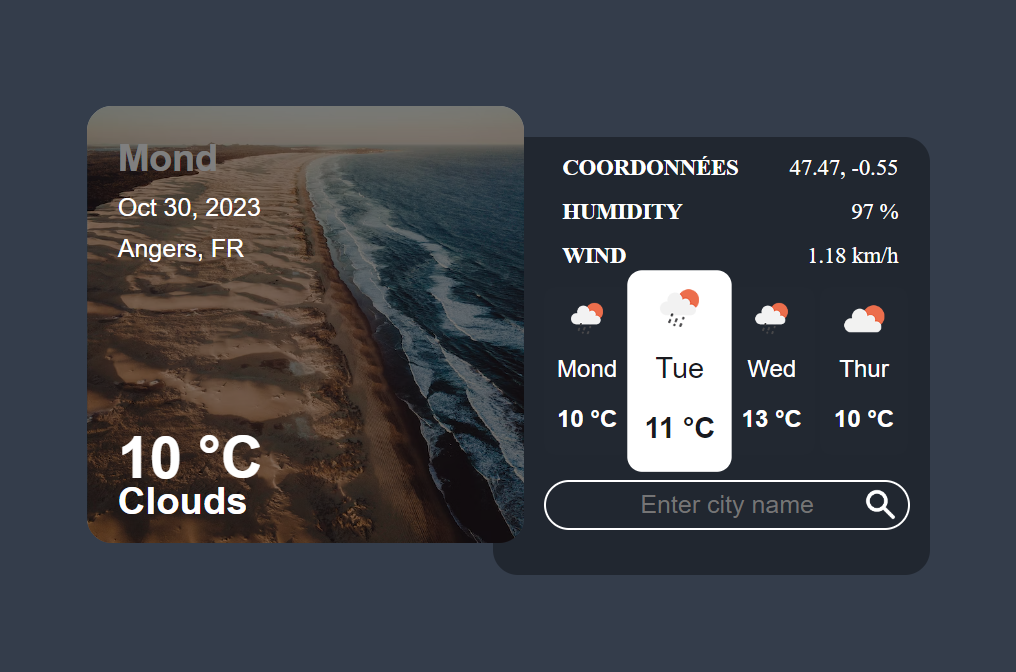 Mond
Oct 30, 2023
Angers, FR
10 °C
Clouds
COORDONNÉES 47.47, -0.55
HUMIDITY 97 %
WIND 1.18 km/h
Mond Tue Wed Thur
10 °C 11 °C 13 °C 10 °C
Enter city name